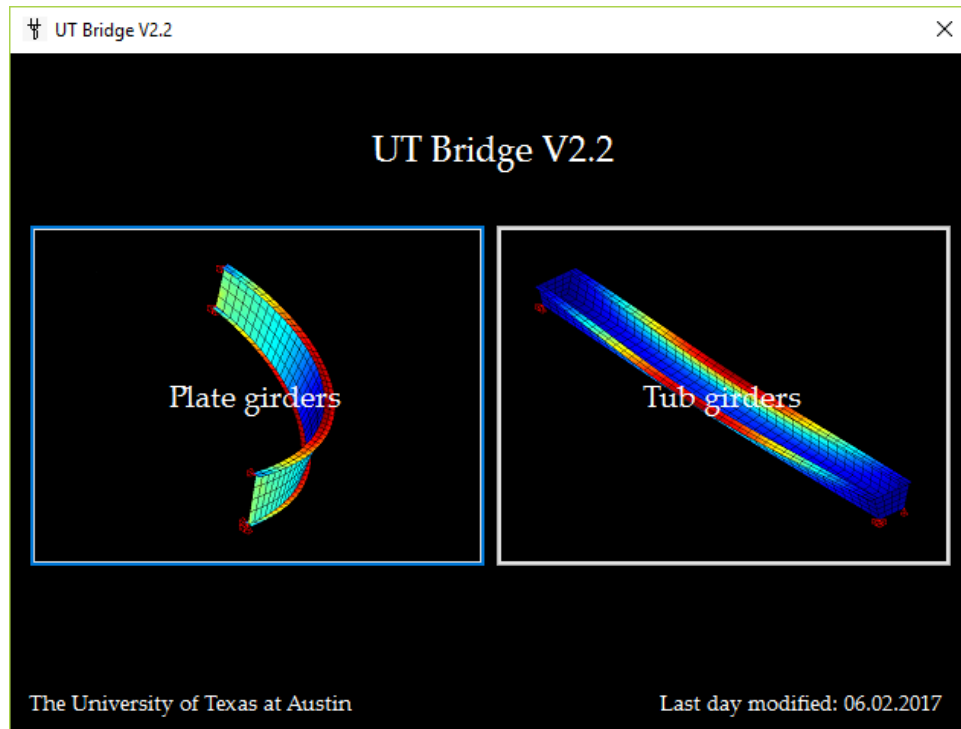 UT Bridge V2.2
UT Bridge V2.2
Plate girders
Tub girders
The University of Texas at Austin
Last day modified: 06.02.2017